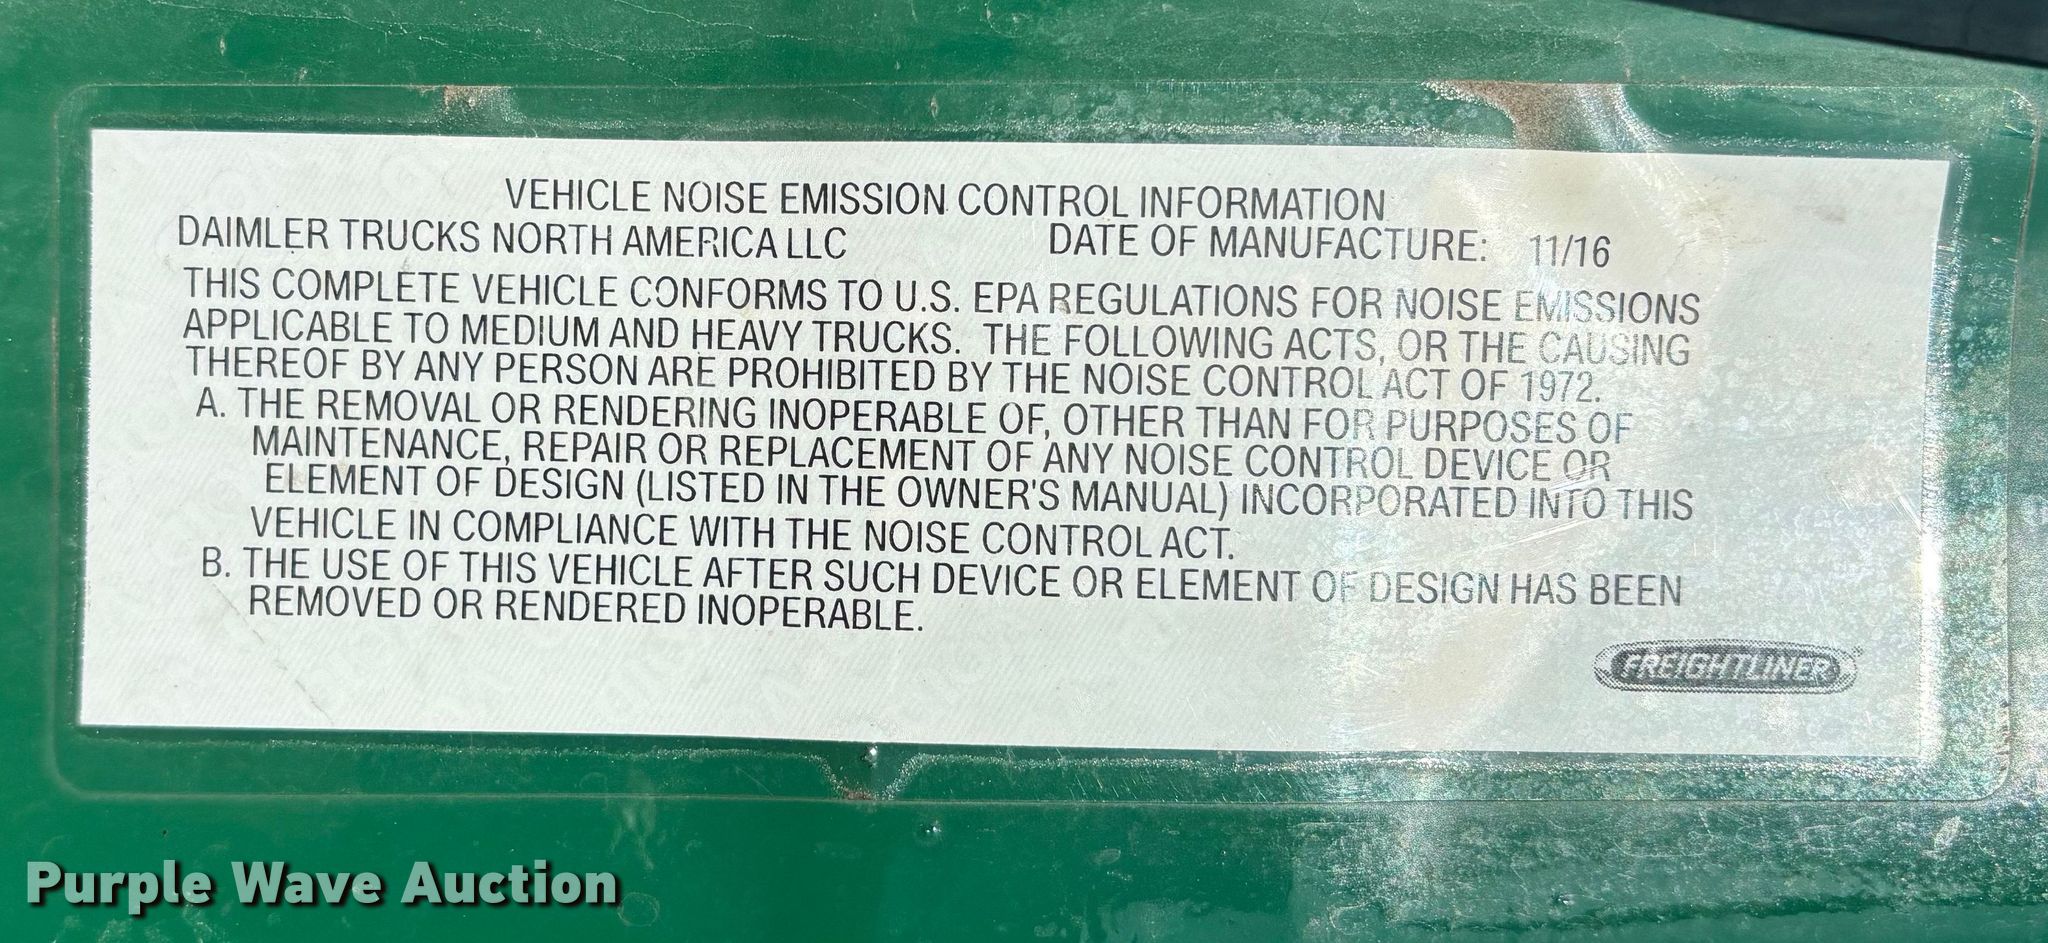 VEHICLE NOISE EMISSION CONTROL INFORMATION
DAIMLER TRUCKS NORTH AMERICA LLC DATE OF MANUFACTURE: 11/16
THIS COMPLETE VEHICLE CONFORMS TO U.S. EPA REGULATIONS FOR NOISE EMISSIONS
APPLICABLE TO MEDIUM AND HEAVY TRUCKS. THE FOLLOWING ACTS, OR THE CAUSING
THEREOF BY ANY PERSON ARE PROHIBITED BY THE NOISE CONTROL ACT OF 1972.
A. THE REMOVAL OR RENDERING INOPERABLE OF, OTHER THAN FOR PURPOSES OF
MAINTENANCE, REPAIR OR REPLACEMENT OF ANY NOISE CONTROL DEVICE OR
ELEMENT OF DESIGN (LISTED IN THE OWNER'S MANUAL) INCORPORATED INTO THIS
VEHICLE IN COMPLIANCE WITH THE NOISE CONTROL ACT.
B. THE USE OF THIS VEHICLE AFTER SUCH DEVICE OR ELEMENT OF DESIGN HAS BEEN
REMOVED OR RENDERED INOPERABLE.
FREIGHTLINER
Purple Wave Auction